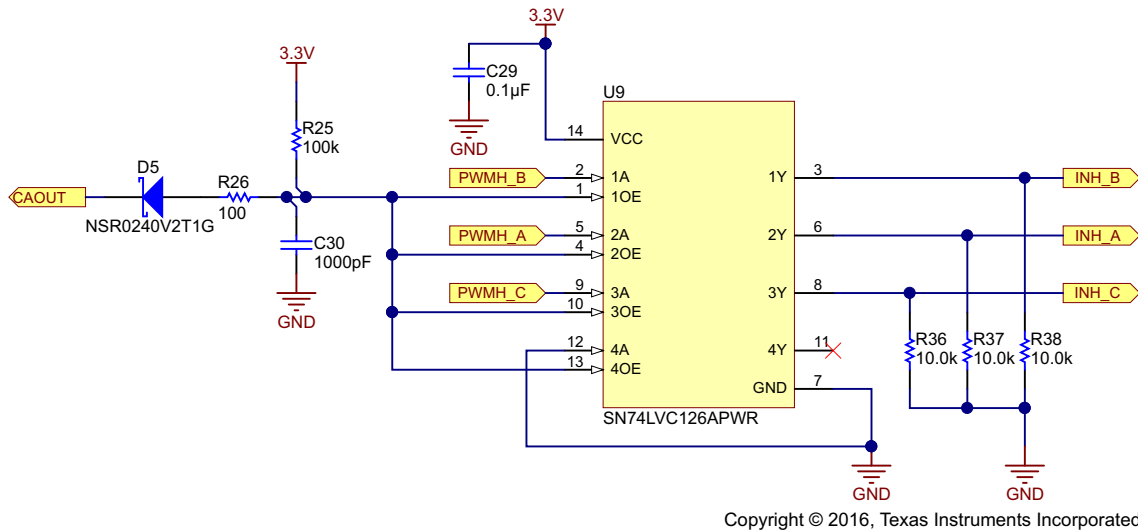 3.3V
C29
0.1µF
GND
3.3V
R25
100k
D5
CAOUT
NSR0240V2T1G
R26
100
C30
1000pF
GND
U9
14 VCC
PWMH_B 2 1A
1 1OE
PWMH_A 5 2A
4 2OE
PWMH_C 9 3A
10 3OE
12 4A
13 4OE
1Y 3 INH_B
2Y 6 INH_A
3Y 8 INH_C
4Y 11
GND 7
SN74LVC126APWR
R36
10.0k
R37
10.0k
R38
10.0k
GND
GND
Copyright © 2016, Texas Instruments Incorporated